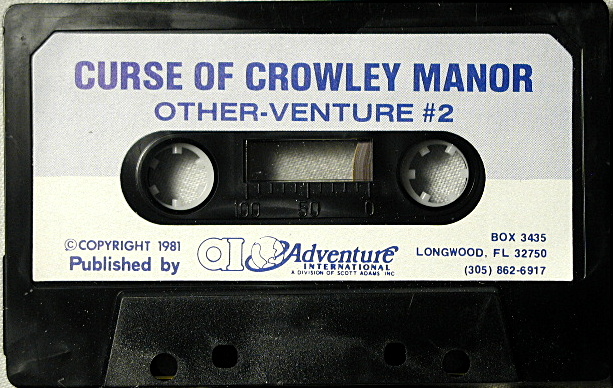 CURSE OF CROWLEY MANOR
OTHER-VENTURE #2
100 50 0
©COPYRIGHT 1981
Published by
AI Adventure
INTERNATIONAL
A DIVISION OF SCOTT ADAMS INC
BOX 3435
LONGWOOD, FL 32750
(305) 862-6917